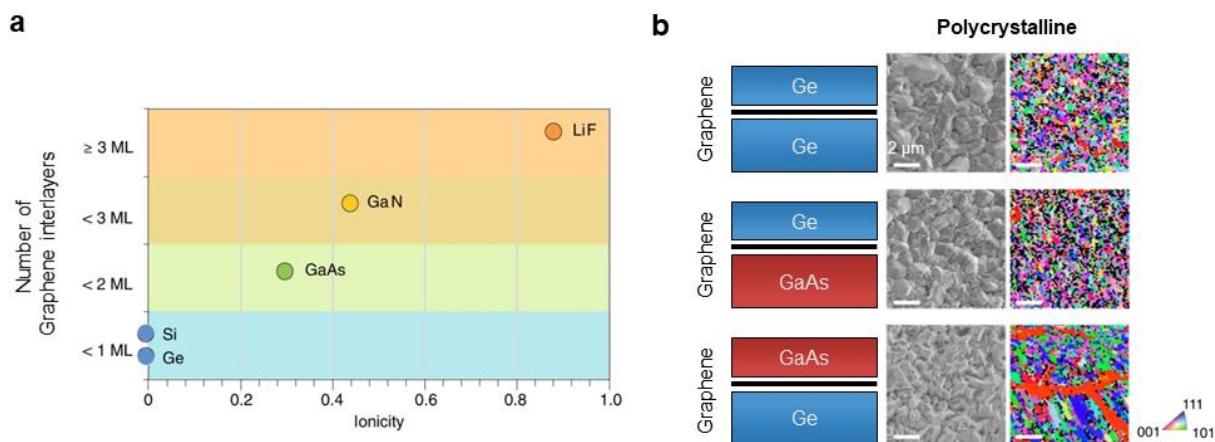 a
Number of
Graphene interlayers
≥ 3 ML
< 3 ML
< 2 ML
< 1 ML
LiF
GaN
GaAs
Si
Ge
0
0.2
0.4
0.6
0.8
1.0
Ionicity
b
Polycrystalline
Graphene
Ge
Ge
2 μm
Graphene
Ge
GaAs
Graphene
GaAs
Ge
111
001
101